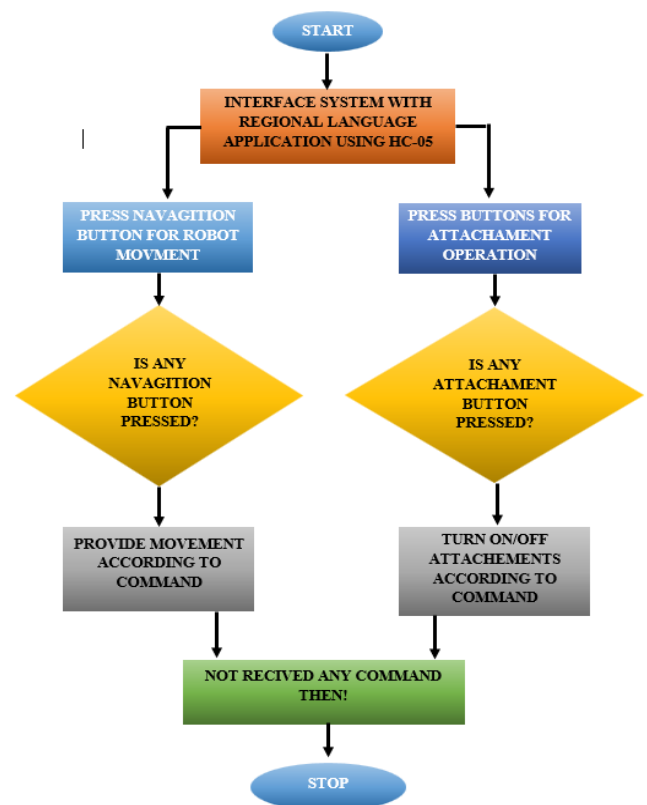 START
INTERFACE SYSTEM WITH
REGIONAL LANGUAGE
APPLICATION USING HC-05
PRESS NAVAGITION
BUTTON FOR ROBOT
MOVMENT
PRESS BUTTONS FOR
ATTACHAMENT
OPERATION
IS ANY
NAVAGITION
BUTTON
PRESSED?
IS ANY
ATTACHAMENT
BUTTON
PRESSED?
PROVIDE MOVEMENT
ACCORDING TO
COMMAND
TURN ON/OFF
ATTACHEMENTS
ACCORDING TO
COMMAND
NOT RECIVED ANY COMMAND
THEN!
STOP